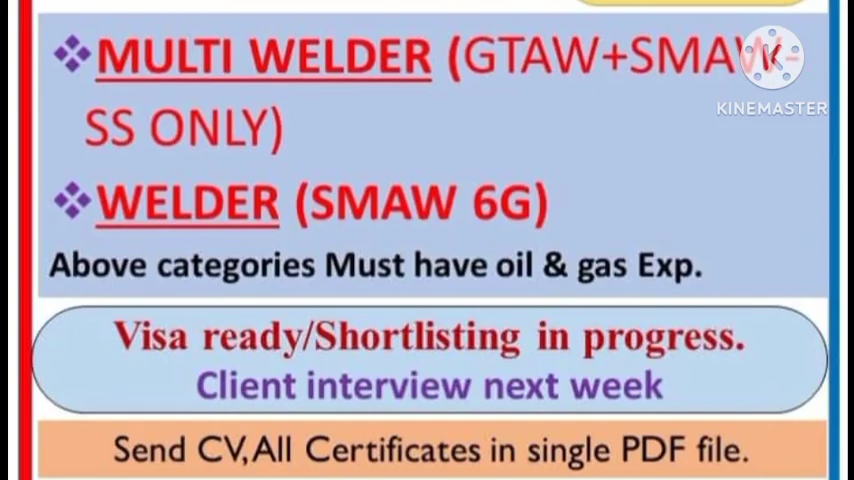 MULTI WELDER (GTAW+SMAW-
SS ONLY)
WELDER (SMAW 6G)
Above categories Must have oil & gas Exp.
Visa ready/Shortlisting in progress.
Client interview next week
Send CV,All Certificates in single PDF file.
K
KINEMASTER